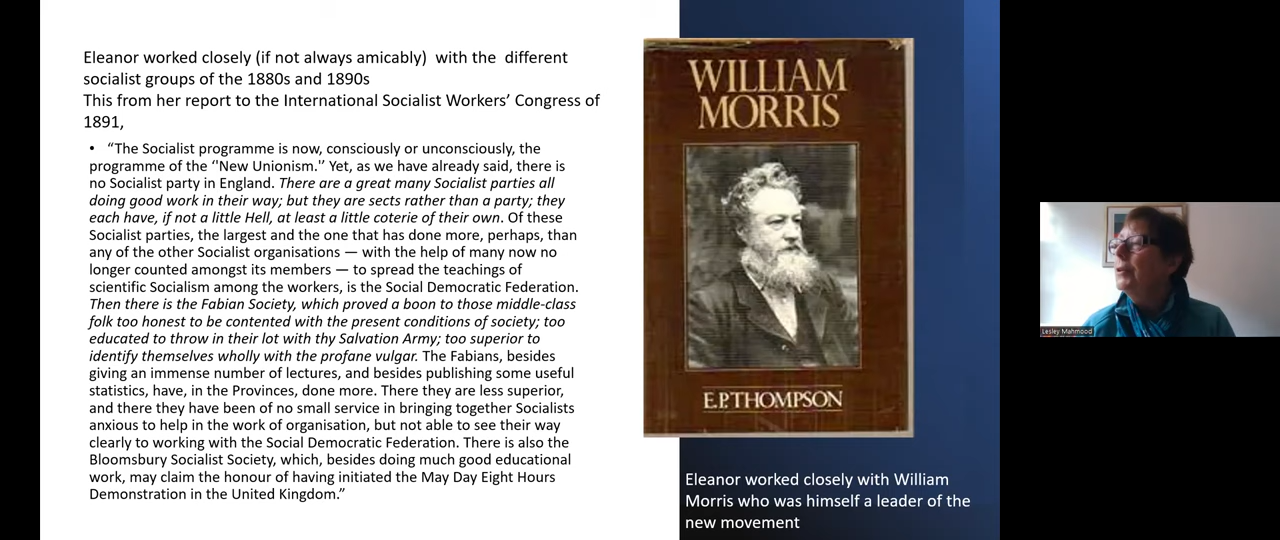 Eleanor worked closely (if not always amicably)  with the  different
socialist groups of the 1880s and 1890s
This from her report to the International Socialist Workers’ Congress of
1891,
• “The Socialist programme is now, consciously or unconsciously, the
programme of the ‘'New Unionism.'’ Yet, as we have already said, there is
no Socialist party in England. There are a great many Socialist parties all
doing good work in their way; but they are sects rather than a party; they
each have, if not a little Hell, at least a little coterie of their own. Of these
Socialist parties, the largest and the one that has done more, perhaps, than
any of the other Socialist organisations — with the help of many now no
longer counted amongst its members — to spread the teachings of
scientific Socialism among the workers, is the Social Democratic Federation.
Then there is the Fabian Society, which proved a boon to those middle-class
folk too honest to be contented with the present conditions of society; too
educated to throw in their lot with thy Salvation Army; too superior to
identify themselves wholly with the profane vulgar. The Fabians, besides
giving an immense number of lectures, and besides publishing some useful
statistics, have, in the Provinces, done more. There they are less superior,
and there they have been of no small service in bringing together Socialists
anxious to help in the work of organisation, but not able to see their way
clearly to working with the Social Democratic Federation. There is also the
Bloomsbury Socialist Society, which, besides doing much good educational
work, may claim the honour of having initiated the May Day Eight Hours
Demonstration in the United Kingdom.”
WILLIAM
MORRIS
E.P. THOMPSON
Eleanor worked closely with William
Morris who was himself a leader of the
new movement
Lesley Mahmood